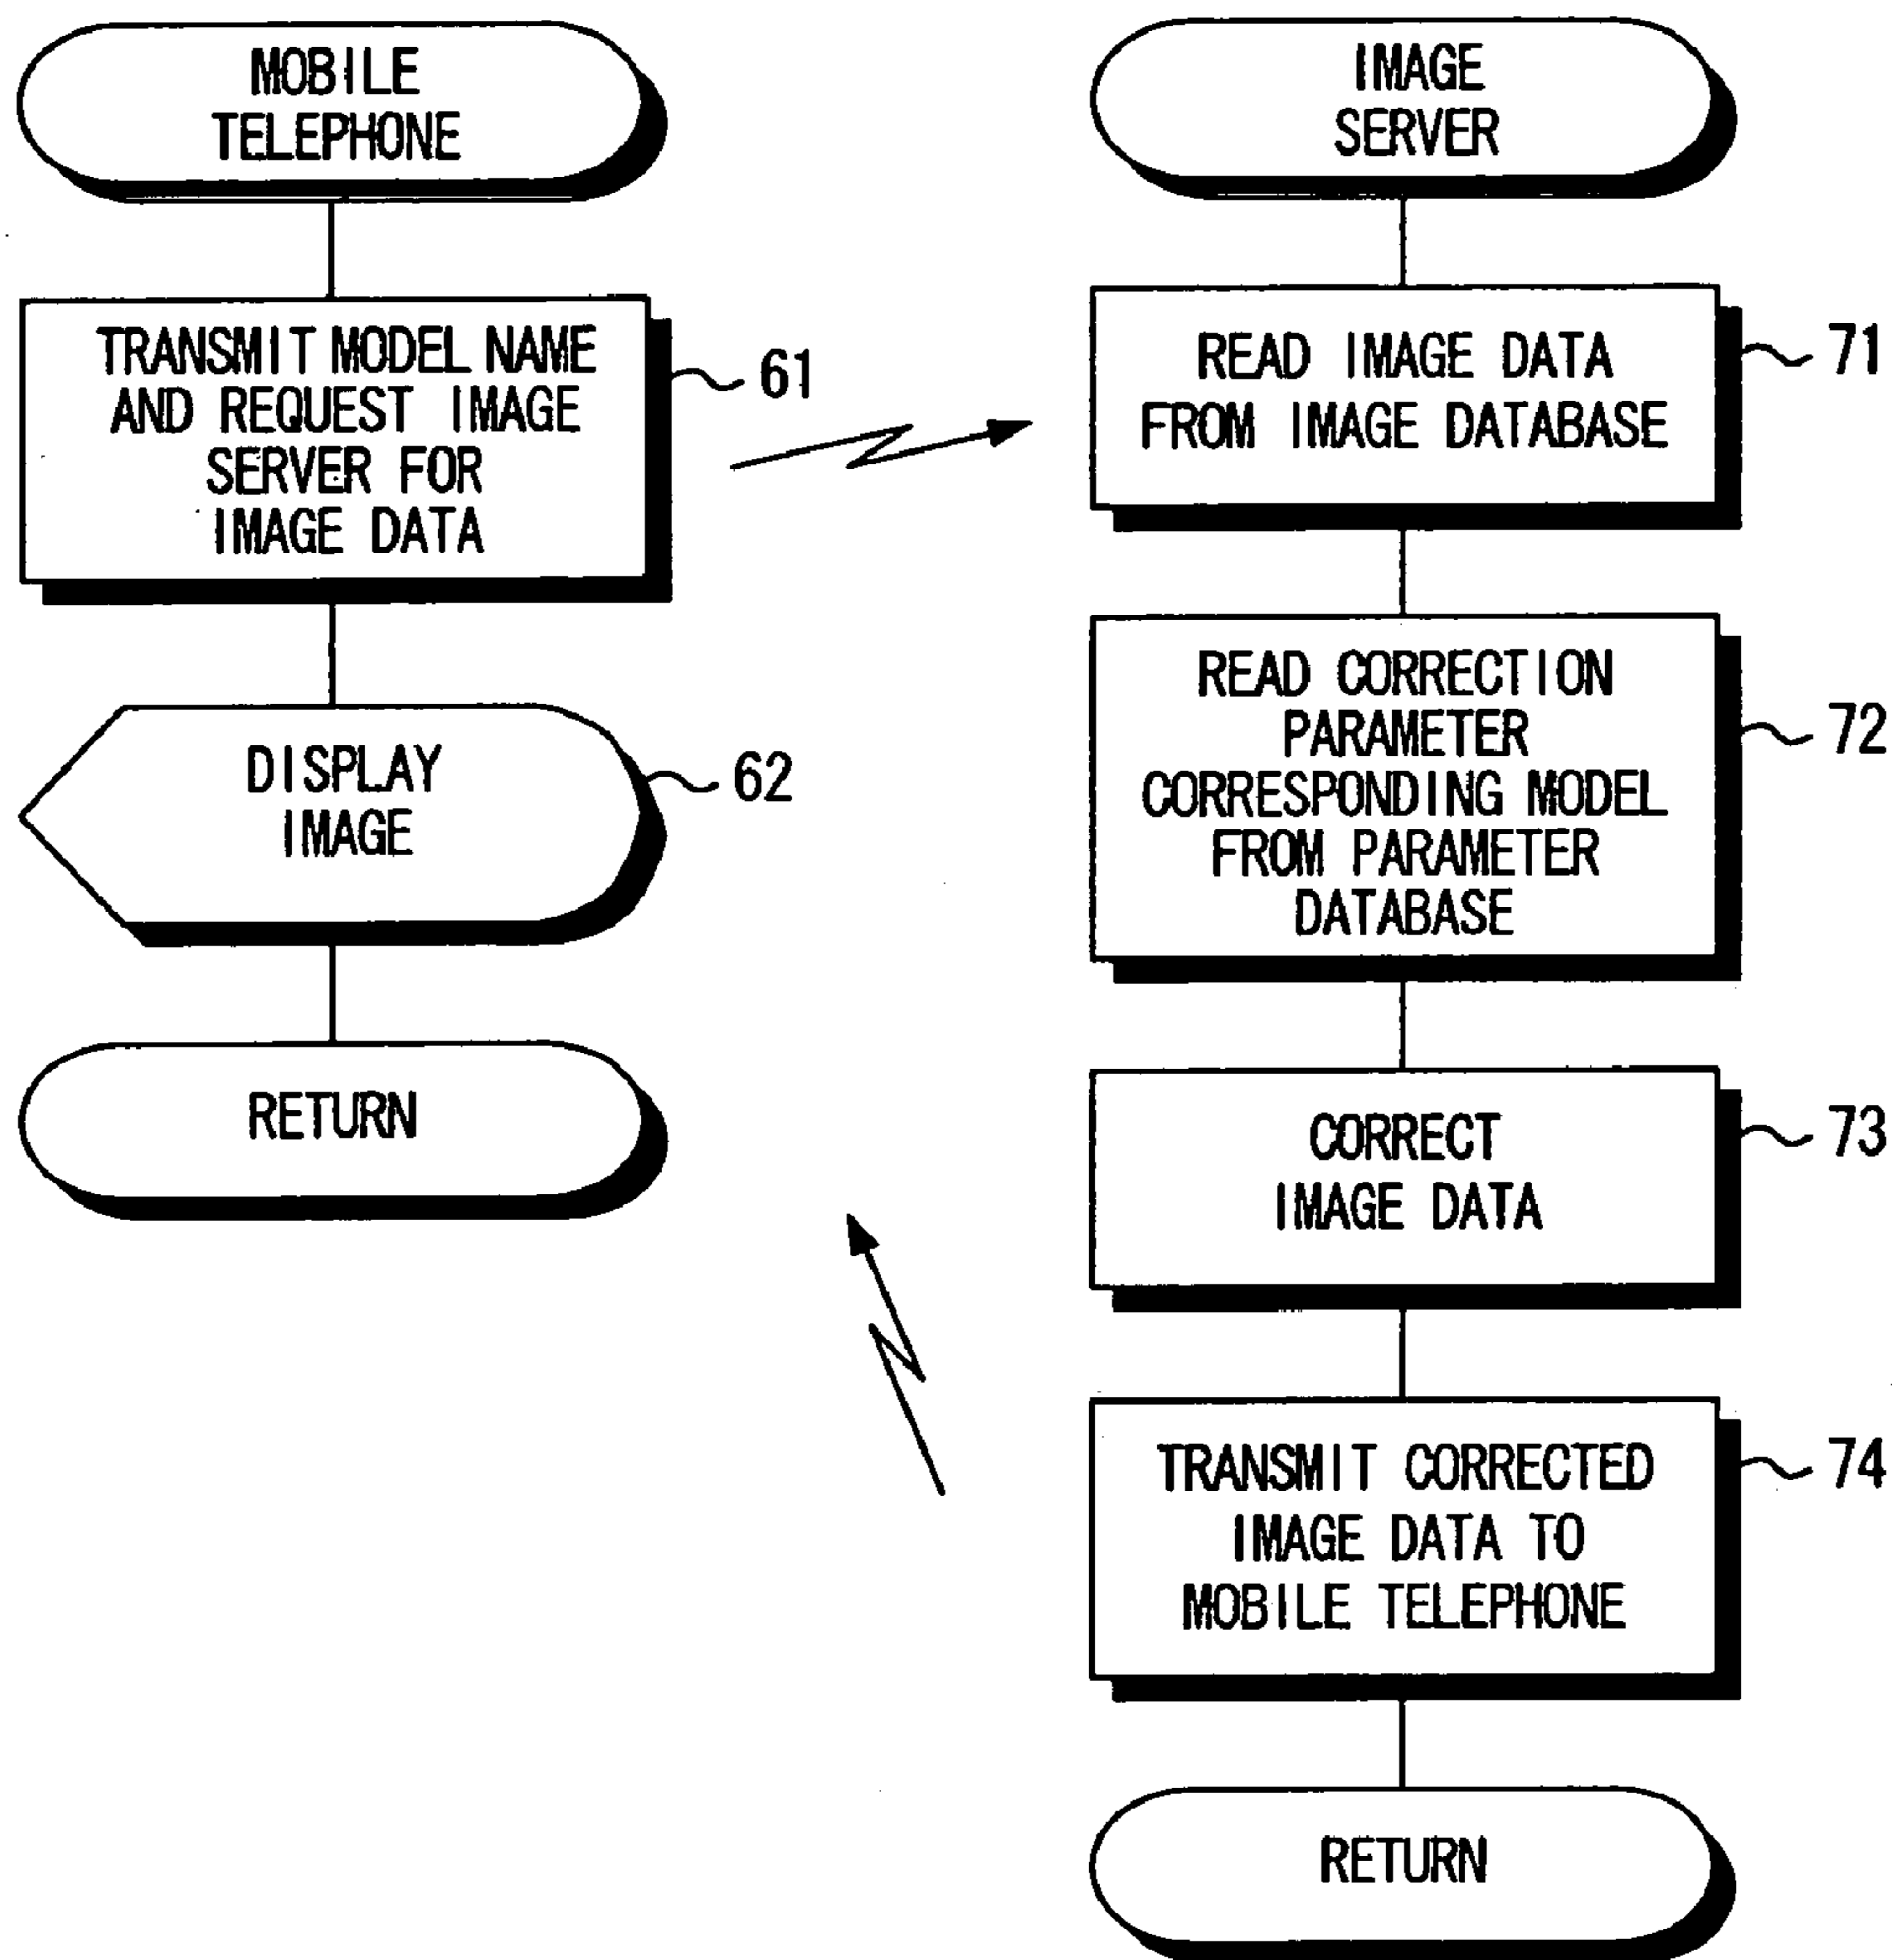 MOBILE
TELEPHONE
TRANSMIT MODEL NAME
AND REQUEST IMAGE
SERVER FOR
IMAGE DATA
61
DISPLAY
IMAGE
62
RETURN
IMAGE
SERVER
READ IMAGE DATA
FROM IMAGE DATABASE
71
READ CORRECTION
PARAMETER
CORRESPONDING MODEL
FROM PARAMETER
DATABASE
72
CORRECT
IMAGE DATA
73
TRANSMIT CORRECTED
IMAGE DATA TO
MOBILE TELEPHONE
74
RETURN